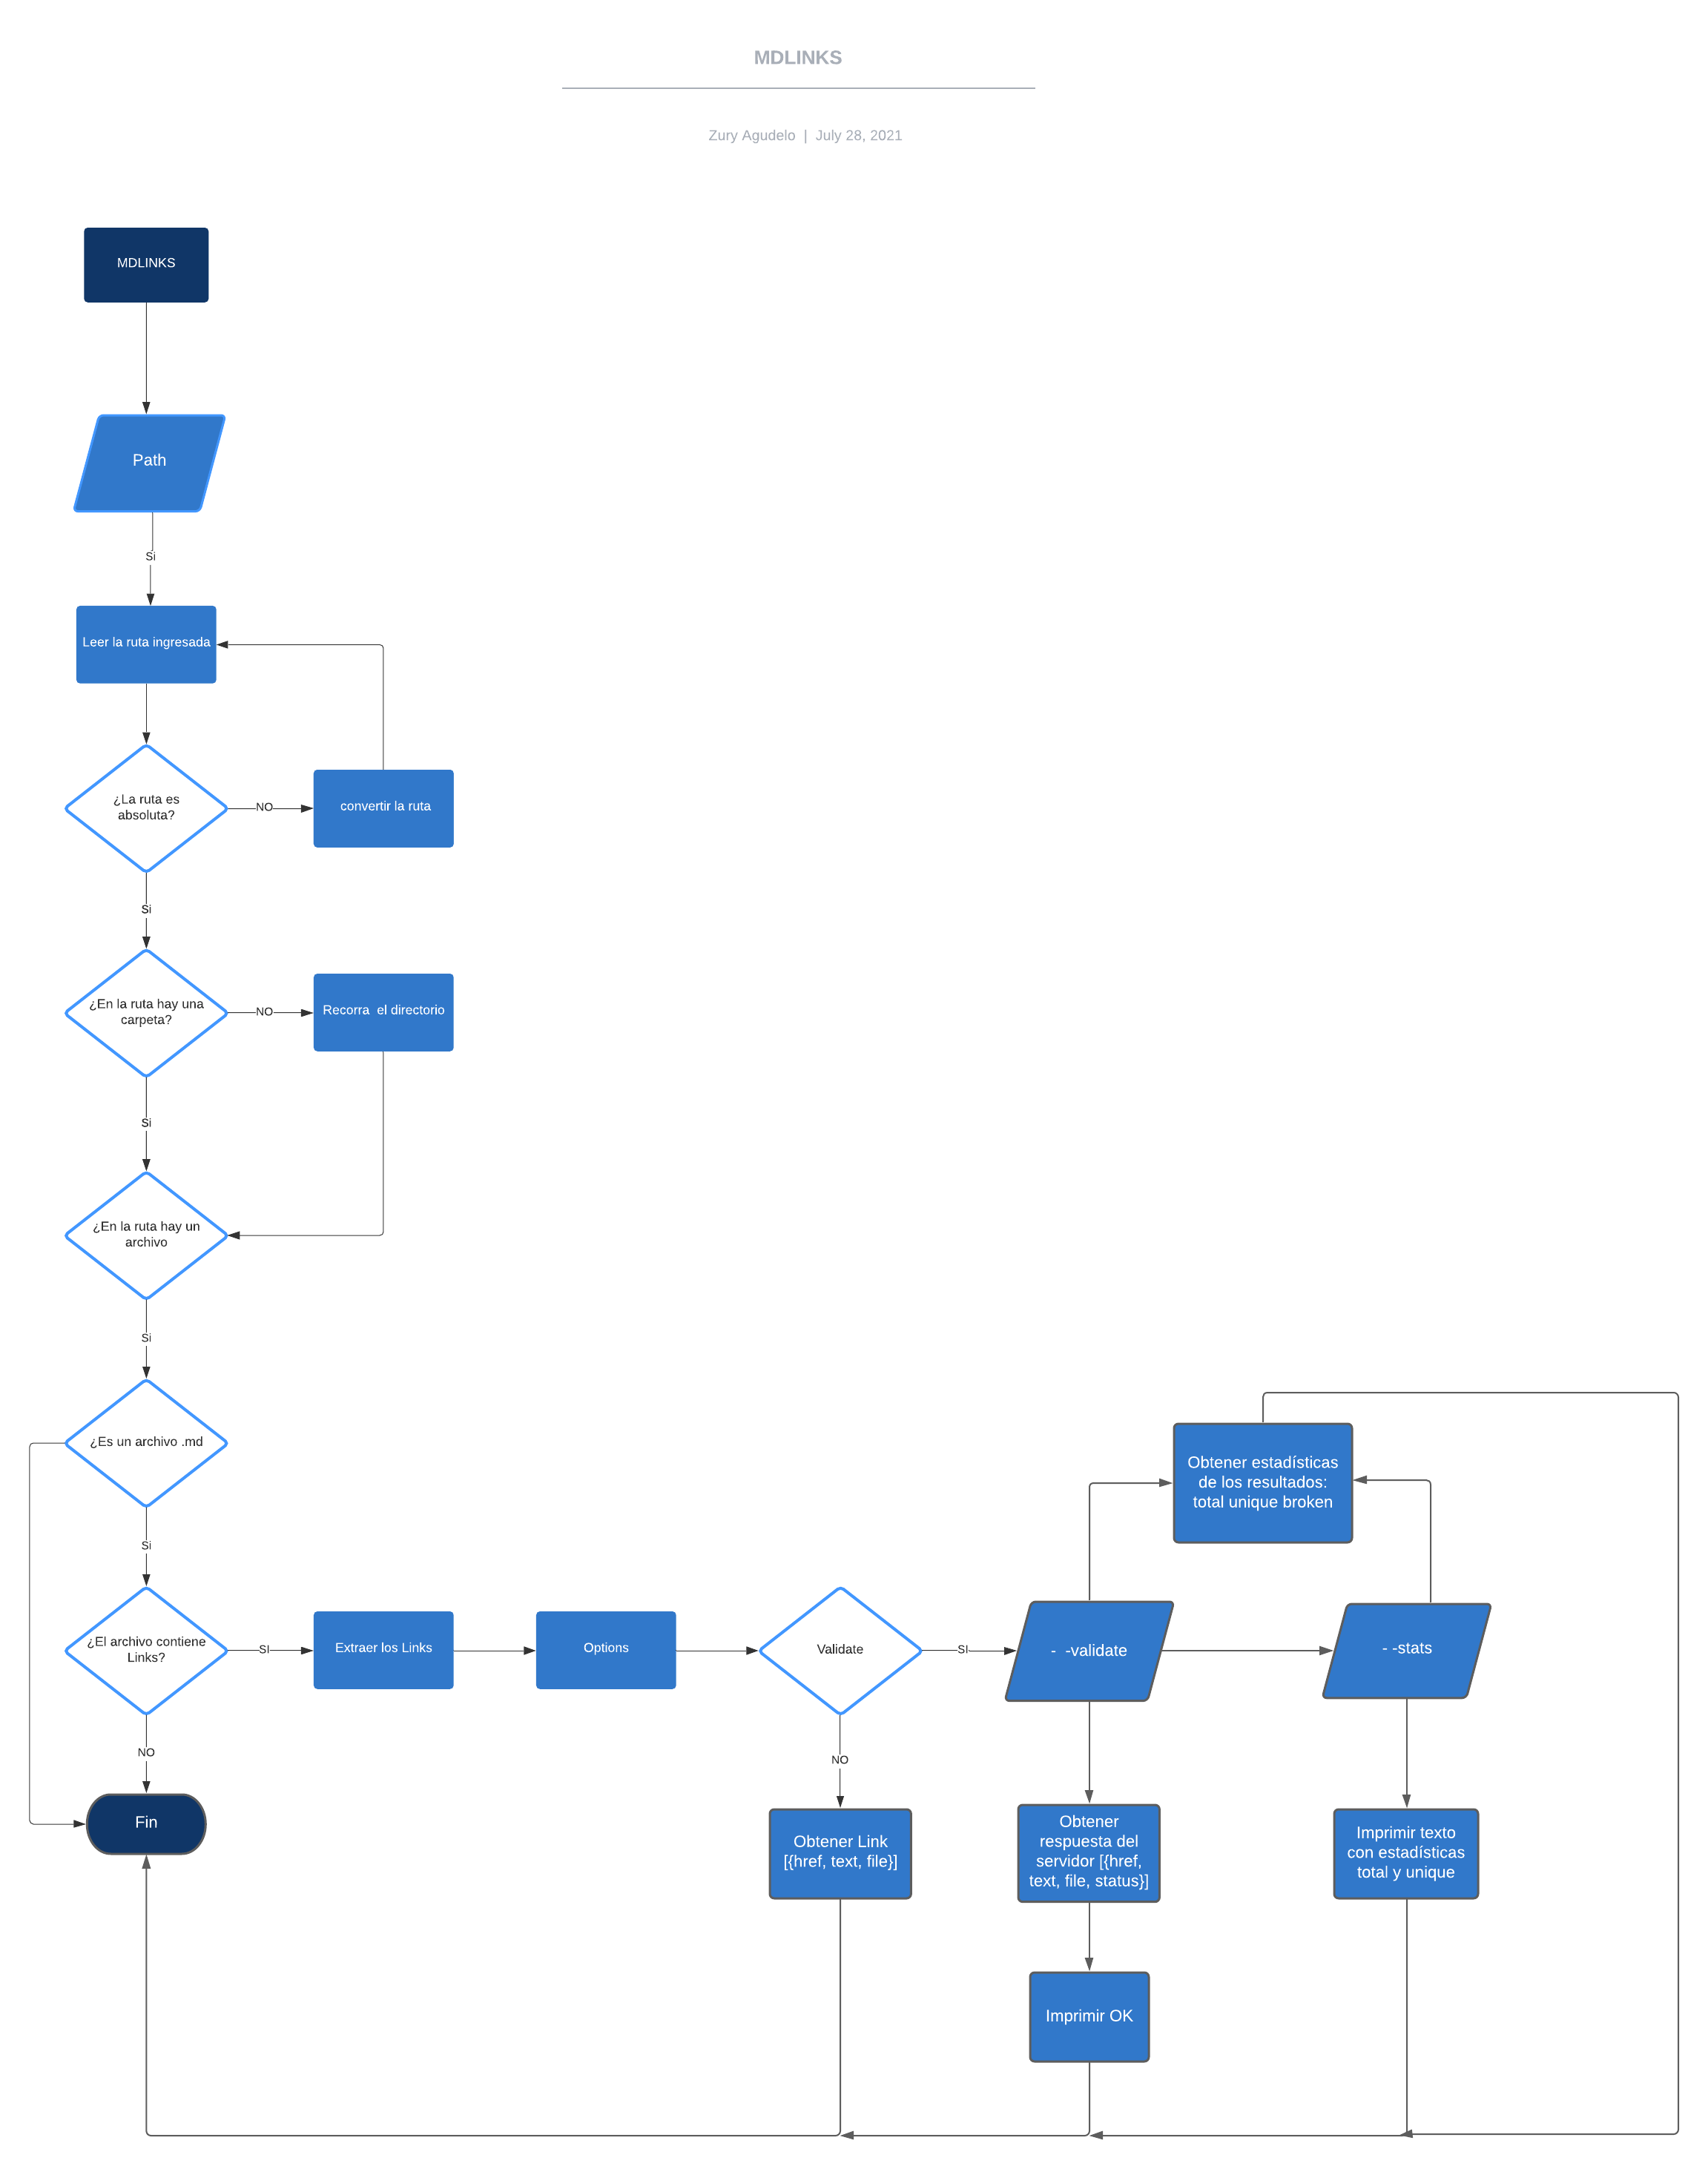 MDLINKS
Zury Agudelo | July 28, 2021
MDLINKS
Path
Si
Leer la ruta ingresada
¿La ruta es
absoluta?
NO
convertir la ruta
Si
¿En la ruta hay una
carpeta?
NO
Recorra  el directorio
Si
¿En la ruta hay un
archivo
Si
¿Es un archivo .md
Obtener estadísticas
de los resultados:
total unique broken
Si
¿El archivo contiene
Links?
SI
Extraer los Links
Options
Validate
SI
-  -validate
- -stats
NO
NO
Fin
Obtener Link
[{href, text, file}]
Obtener
respuesta del
servidor [{href,
text, file, status}]
Imprimir texto
con estadísticas
total y unique
Imprimir OK